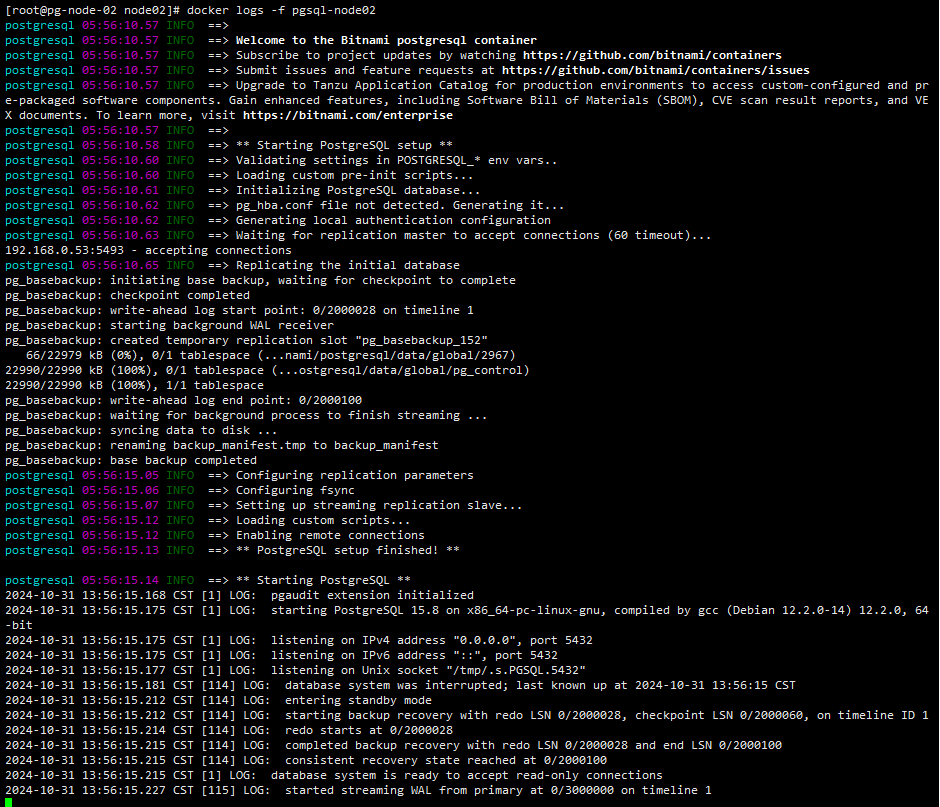 [root@pg-node-02 node02]# docker logs -f pgsql-node02
postgresql 05:56:10.57 INFO  ==>
postgresql 05:56:10.57 INFO  ==> Welcome to the Bitnami postgresql container
postgresql 05:56:10.57 INFO  ==> Subscribe to project updates by watching https://github.com/bitnami/containers
postgresql 05:56:10.57 INFO  ==> Submit issues and feature requests at https://github.com/bitnami/containers/issues
postgresql 05:56:10.57 INFO  ==> Upgrade to Tanzu Application Catalog for production environments to access custom-configured and pr
e-packaged software components. Gain enhanced features, including Software Bill of Materials (SBOM), CVE scan result reports, and VE
X documents. To learn more, visit https://bitnami.com/enterprise
postgresql 05:56:10.57 INFO  ==>
postgresql 05:56:10.58 INFO  ==> ** Starting PostgreSQL setup **
postgresql 05:56:10.60 INFO  ==> Validating settings in POSTGRESQL_* env vars..
postgresql 05:56:10.60 INFO  ==> Loading custom pre-init scripts...
postgresql 05:56:10.61 INFO  ==> Initializing PostgreSQL database...
postgresql 05:56:10.62 INFO  ==> pg_hba.conf file not detected. Generating it...
postgresql 05:56:10.62 INFO  ==> Generating local authentication configuration
postgresql 05:56:10.63 INFO  ==> Waiting for replication master to accept connections (60 timeout)...
192.168.0.53:5493 - accepting connections
postgresql 05:56:10.65 INFO  ==> Replicating the initial database
pg_basebackup: initiating base backup, waiting for checkpoint to complete
pg_basebackup: checkpoint completed
pg_basebackup: write-ahead log start point: 0/2000028 on timeline 1
pg_basebackup: starting background WAL receiver
pg_basebackup: created temporary replication slot "pg_basebackup_152"
   66/22979 kB (0%), 0/1 tablespace (...nami/postgresql/data/global/2967)
22990/22990 kB (100%), 0/1 tablespace (...ostgresql/data/global/pg_control)
22990/22990 kB (100%), 1/1 tablespace
pg_basebackup: write-ahead log end point: 0/2000100
pg_basebackup: waiting for background process to finish streaming ...
pg_basebackup: syncing data to disk ...
pg_basebackup: renaming backup_manifest.tmp to backup_manifest
pg_basebackup: base backup completed
postgresql 05:56:15.05 INFO  ==> Configuring replication parameters
postgresql 05:56:15.06 INFO  ==> Configuring fsync
postgresql 05:56:15.07 INFO  ==> Setting up streaming replication slave...
postgresql 05:56:15.12 INFO  ==> Loading custom scripts...
postgresql 05:56:15.12 INFO  ==> Enabling remote connections
postgresql 05:56:15.13 INFO  ==> ** PostgreSQL setup finished! **
postgresql 05:56:15.14 INFO  ==> ** Starting PostgreSQL **
2024-10-31 13:56:15.168 CST [1] LOG:  pgaudit extension initialized
2024-10-31 13:56:15.175 CST [1] LOG:  starting PostgreSQL 15.8 on x86_64-pc-linux-gnu, compiled by gcc (Debian 12.2.0-14) 12.2.0, 64
-bit
2024-10-31 13:56:15.175 CST [1] LOG:  listening on IPv4 address "0.0.0.0", port 5432
2024-10-31 13:56:15.175 CST [1] LOG:  listening on IPv6 address "::", port 5432
2024-10-31 13:56:15.177 CST [1] LOG:  listening on Unix socket "/tmp/.s.PGSQL.5432"
2024-10-31 13:56:15.181 CST [114] LOG:  database system was interrupted; last known up at 2024-10-31 13:56:15 CST
2024-10-31 13:56:15.212 CST [114] LOG:  entering standby mode
2024-10-31 13:56:15.212 CST [114] LOG:  starting backup recovery with redo LSN 0/2000028, checkpoint LSN 0/2000060, on timeline ID 1
2024-10-31 13:56:15.214 CST [114] LOG:  redo starts at 0/2000028
2024-10-31 13:56:15.215 CST [114] LOG:  completed backup recovery with redo LSN 0/2000028 and end LSN 0/2000100
2024-10-31 13:56:15.215 CST [114] LOG:  consistent recovery state reached at 0/2000100
2024-10-31 13:56:15.215 CST [1] LOG:  database system is ready to accept read-only connections
2024-10-31 13:56:15.227 CST [115] LOG:  started streaming WAL from primary at 0/3000000 on timeline 1